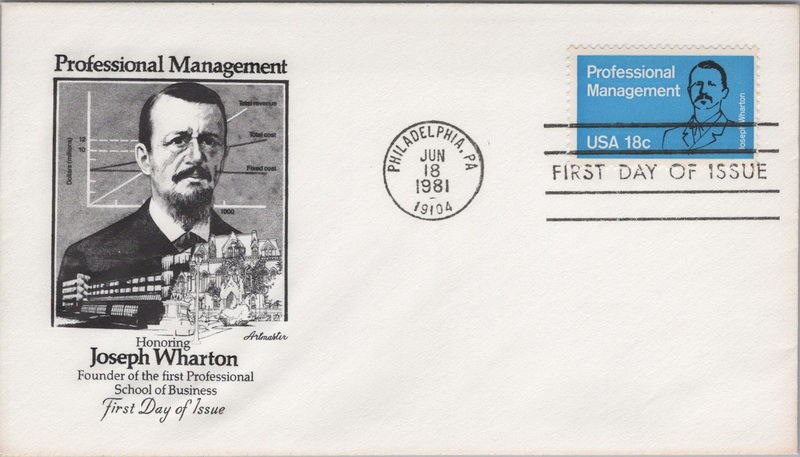 Professional Management
Total revenue
Total cost
Fixed cost
Dollars (millions)
15
10
1000
Artmaster
Honoring
Joseph Wharton
Founder of the first Professional
School of Business
First Day of Issue
PHILADELPHIA, PA
JUN
18
1981
19104
Professional
Management
USA 18c
Joseph Wharton
FIRST DAY OF ISSUE